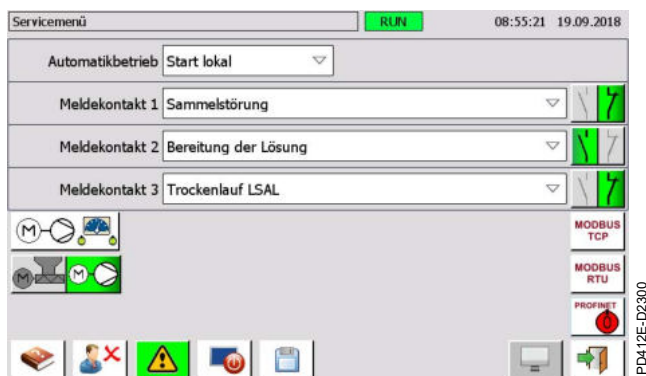 Servicemenü RUN 08:55:21 19.09.2018
Automatikbetrieb Start lokal
Meldekontakt 1 Sammelstörung
Meldekontakt 2 Bereitung der Lösung
Meldekontakt 3 Trockenlauf LSAL
M
MODBUS
TCP
M M
MODBUS
RTU
PROFINET
PD412E-D2300